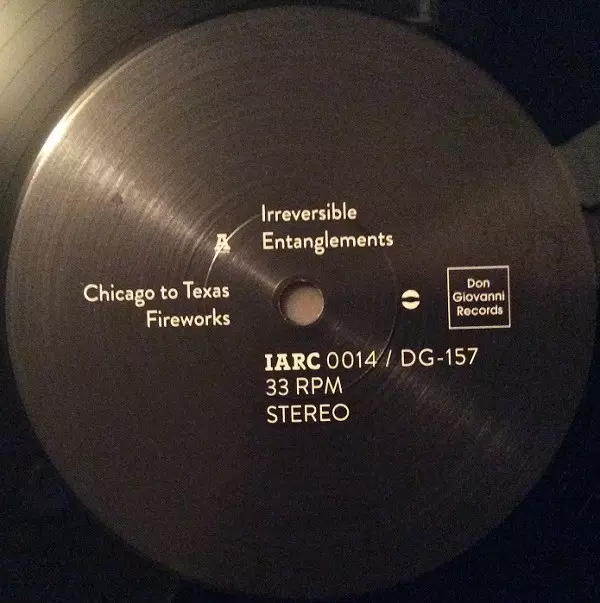 Irreversible
Entanglements
A
Chicago to Texas
Fireworks
Don
Giovanni
Records
IARC 0014 / DG-157
33 RPM
STEREO